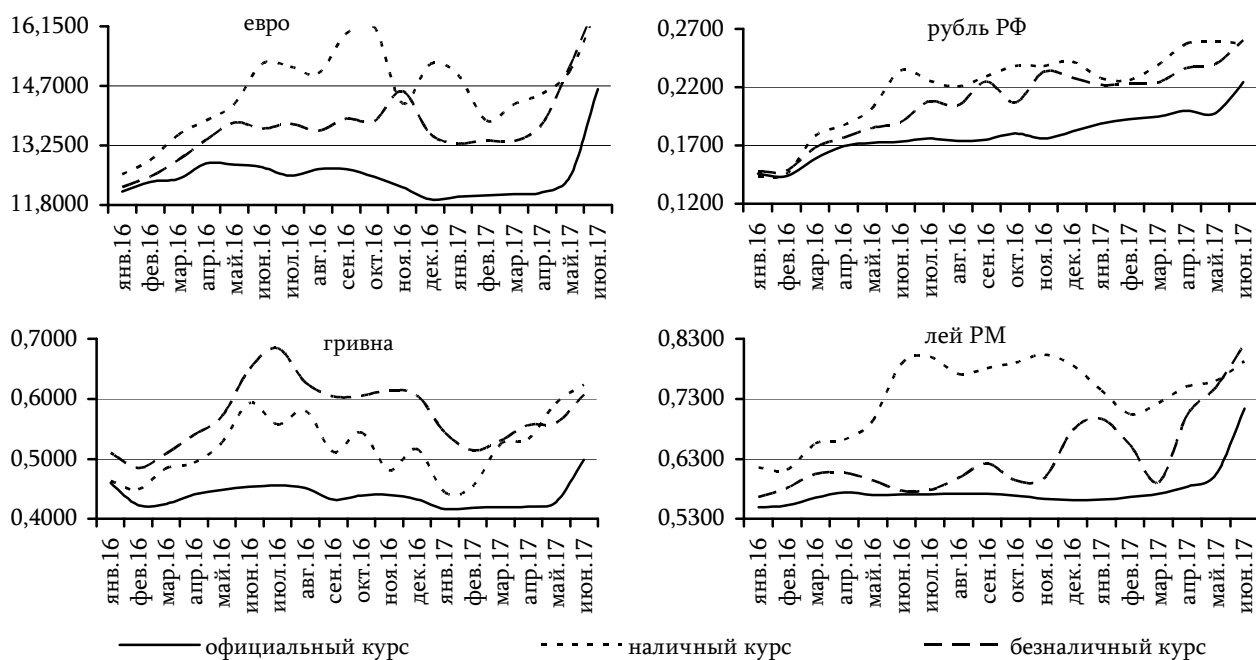 евро
16,1500
14,7000
13,2500
11,8000
янв.16
фев.16
мар.16
апр.16
май.16
июн.16
июл.16
авг.16
сен.16
окт.16
ноя.16
дек.16
янв.17
фев.17
мар.17
апр.17
май.17
июн.17
рубль РФ
0,2700
0,2200
0,1700
0,1200
янв.16
фев.16
мар.16
апр.16
май.16
июн.16
июл.16
авг.16
сен.16
окт.16
ноя.16
дек.16
янв.17
фев.17
мар.17
апр.17
май.17
июн.17
гривна
0,7000
0,6000
0,5000
0,4000
янв.16
фев.16
мар.16
апр.16
май.16
июн.16
июл.16
авг.16
сен.16
окт.16
ноя.16
дек.16
янв.17
фев.17
мар.17
апр.17
май.17
июн.17
лей РМ
0,8300
0,7300
0,6300
0,5300
янв.16
фев.16
мар.16
апр.16
май.16
июн.16
июл.16
авг.16
сен.16
окт.16
ноя.16
дек.16
янв.17
фев.17
мар.17
апр.17
май.17
июн.17
официальный курс
наличный курс
безналичный курс